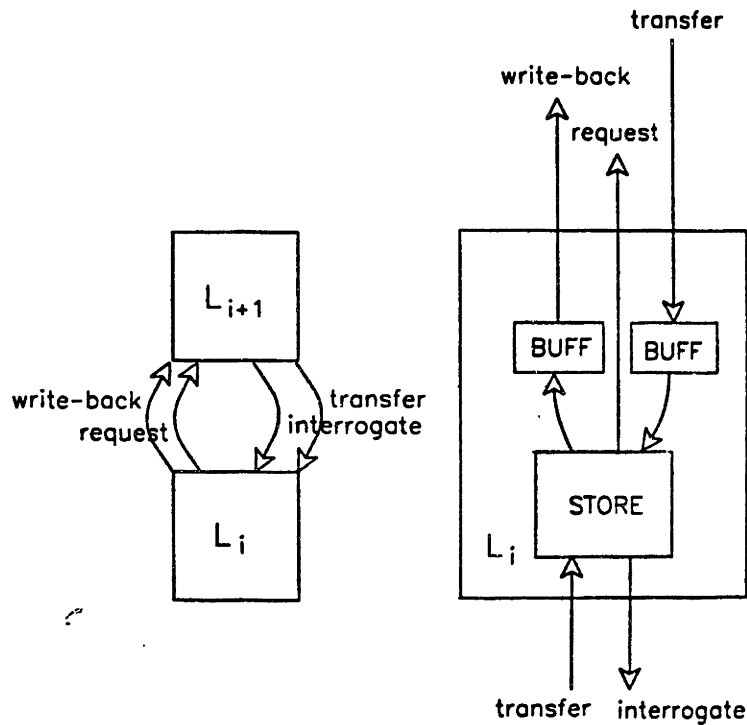 L i+1
write-back
request
transfer
interrogate
L i
transfer
write-back
request
BUFF
BUFF
STORE
L i
transfer
interrogate